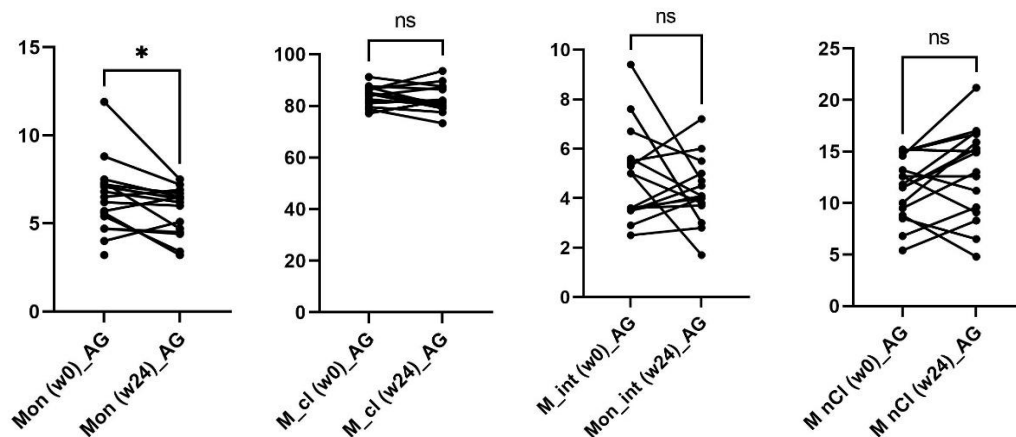 15
10
5
0
*
Mon (w0)_AG
Mon (w24)_AG
100
80
60
40
20
0
ns
M_cl (w0)_AG
M_cl (w24)_AG
10
8
6
4
2
0
ns
M_int (w0)_AG
Mon_int (w24)_AG
25
20
15
10
5
0
ns
M nCl (w0)_AG
M nCl (w24)_AG